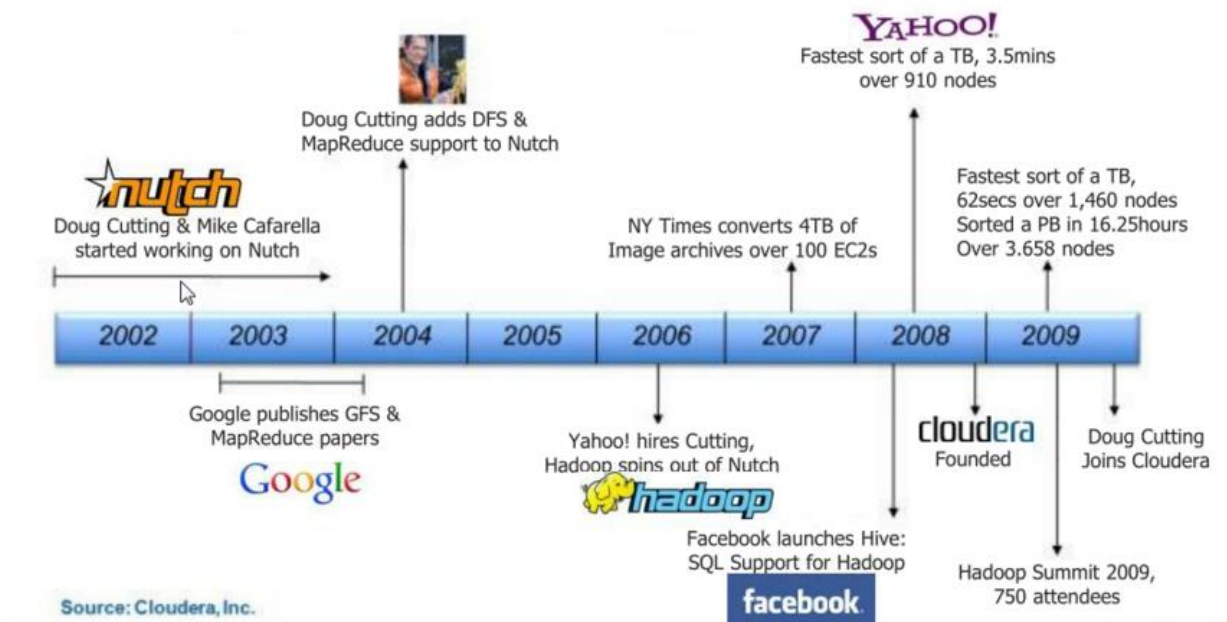 YAHOO!
Fastest sort of a TB, 3.5mins
over 910 nodes
Doug Cutting adds DFS &
MapReduce support to Nutch
nutch
Doug Cutting & Mike Cafarella
started working on Nutch
NY Times converts 4TB of
Image archives over 100 EC2s
Fastest sort of a TB,
62secs over 1,460 nodes
Sorted a PB in 16.25hours
Over 3.658 nodes
2002
2003
2004
2005
2006
2007
2008
2009
Google publishes GFS &
MapReduce papers
Google
Yahoo! hires Cutting,
Hadoop spins out of Nutch
hadoop
Facebook launches Hive:
SQL Support for Hadoop
facebook
cloudera
Founded
Doug Cutting
Joins Cloudera
Hadoop Summit 2009,
750 attendees
Source: Cloudera, Inc.